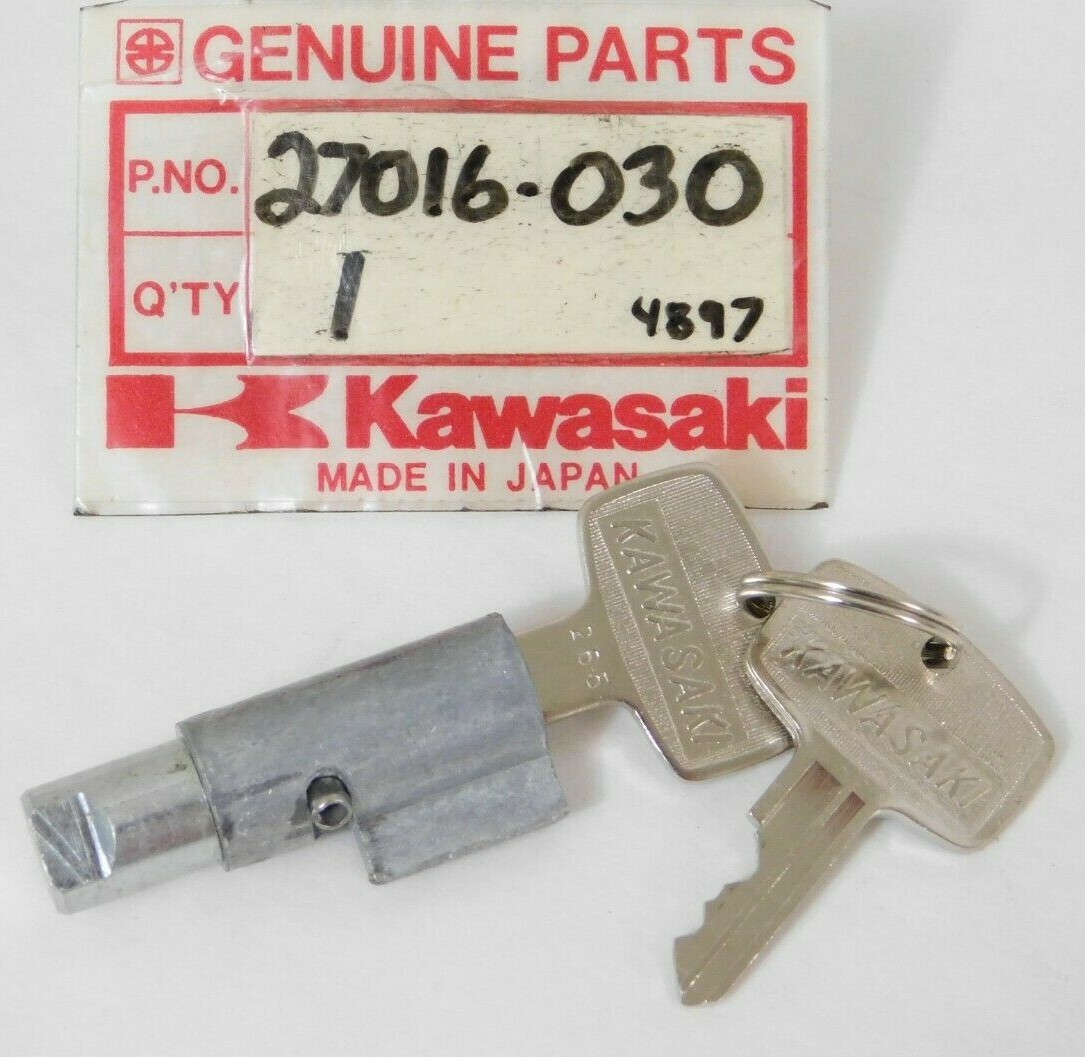 GENUINE PARTS
P.NO. 27016-030
Q'TY 1 4897
Kawasaki
MADE IN JAPAN
KAWASAKI
265
KAWASAKI